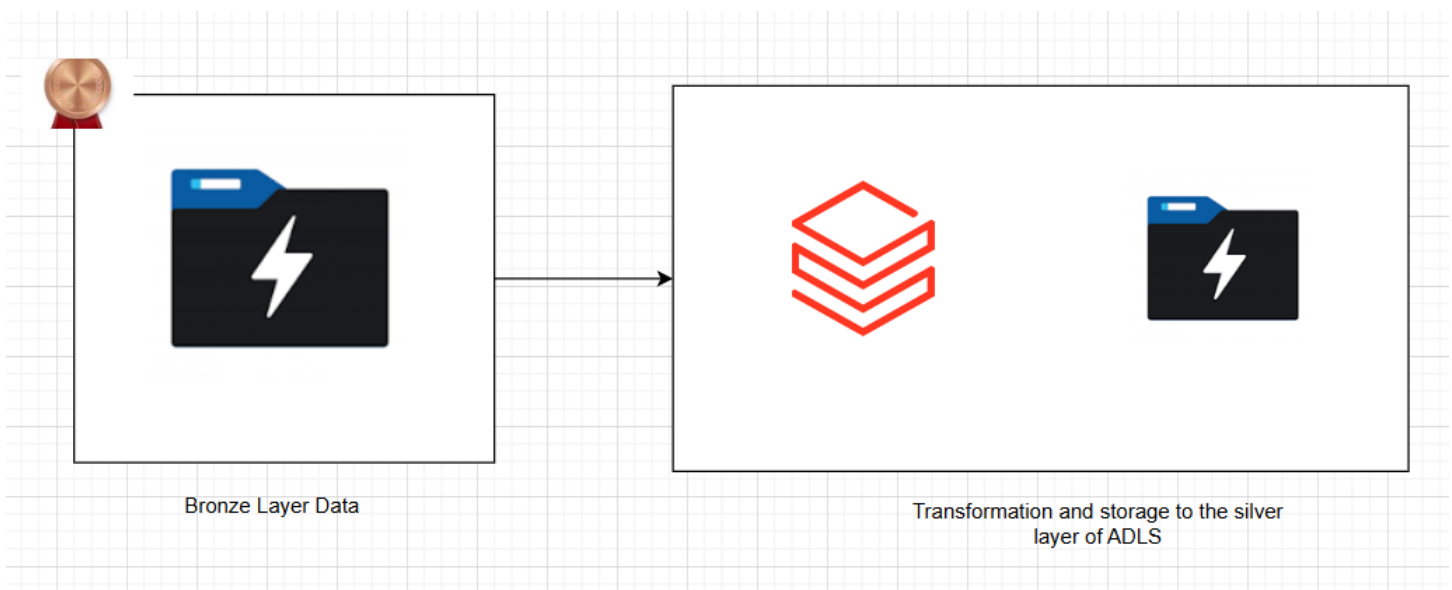 Bronze Layer Data
Transformation and storage to the silver
layer of ADLS